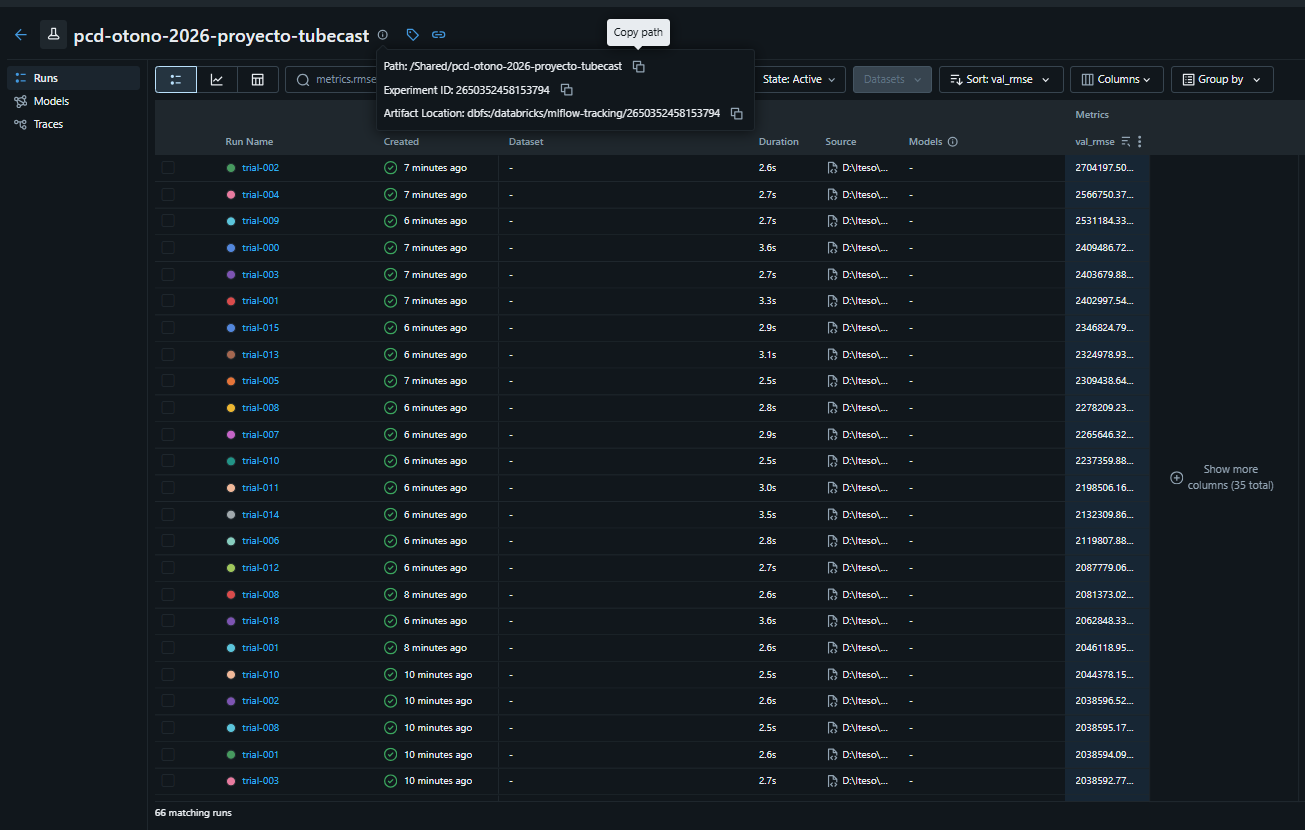 Copy path
pcd-otono-2026-proyecto-tubecast
Path: /Shared/pcd-otono-2026-proyecto-tubecast
Experiment ID: 2650352458153794
Artifact Location: dbfs:/databricks/mlflow-tracking/2650352458153794
Runs
Models
Traces
metrics.rmse
State: Active
Datasets
Sort: val_rmse
Columns
Group by
Metrics
Run Name Created Dataset Duration Source Models val_rmse
trial-002 7 minutes ago - 2.6s D:\Iteso\... - 2704197.50...
trial-004 7 minutes ago - 2.7s D:\Iteso\... - 2566750.37...
trial-009 6 minutes ago - 2.7s D:\Iteso\... - 2531184.33...
trial-000 7 minutes ago - 3.6s D:\Iteso\... - 2409486.72...
trial-003 7 minutes ago - 2.7s D:\Iteso\... - 2403679.88...
trial-001 7 minutes ago - 3.3s D:\Iteso\... - 2402997.54...
trial-015 6 minutes ago - 2.9s D:\Iteso\... - 2346824.79...
trial-013 6 minutes ago - 3.1s D:\Iteso\... - 2324978.93...
trial-005 7 minutes ago - 2.5s D:\Iteso\... - 2309438.64...
trial-008 6 minutes ago - 2.8s D:\Iteso\... - 2278209.23...
trial-007 6 minutes ago - 2.9s D:\Iteso\... - 2265646.32...
trial-010 6 minutes ago - 2.5s D:\Iteso\... - 2237359.88...
trial-011 6 minutes ago - 3.0s D:\Iteso\... - 2198506.16...
trial-014 6 minutes ago - 3.5s D:\Iteso\... - 2132309.86...
trial-006 6 minutes ago - 2.8s D:\Iteso\... - 2119807.88...
trial-012 6 minutes ago - 2.7s D:\Iteso\... - 2087779.06...
trial-008 8 minutes ago - 2.6s D:\Iteso\... - 2081373.02...
trial-018 6 minutes ago - 3.6s D:\Iteso\... - 2062848.33...
trial-001 8 minutes ago - 2.6s D:\Iteso\... - 2046118.95...
trial-010 10 minutes ago - 2.5s D:\Iteso\... - 2044378.15...
trial-002 10 minutes ago - 2.6s D:\Iteso\... - 2038596.52...
trial-008 10 minutes ago - 2.5s D:\Iteso\... - 2038595.17...
trial-001 10 minutes ago - 2.6s D:\Iteso\... - 2038594.09...
trial-003 10 minutes ago - 2.7s D:\Iteso\... - 2038592.77...
Show more
columns (35 total)
66 matching runs